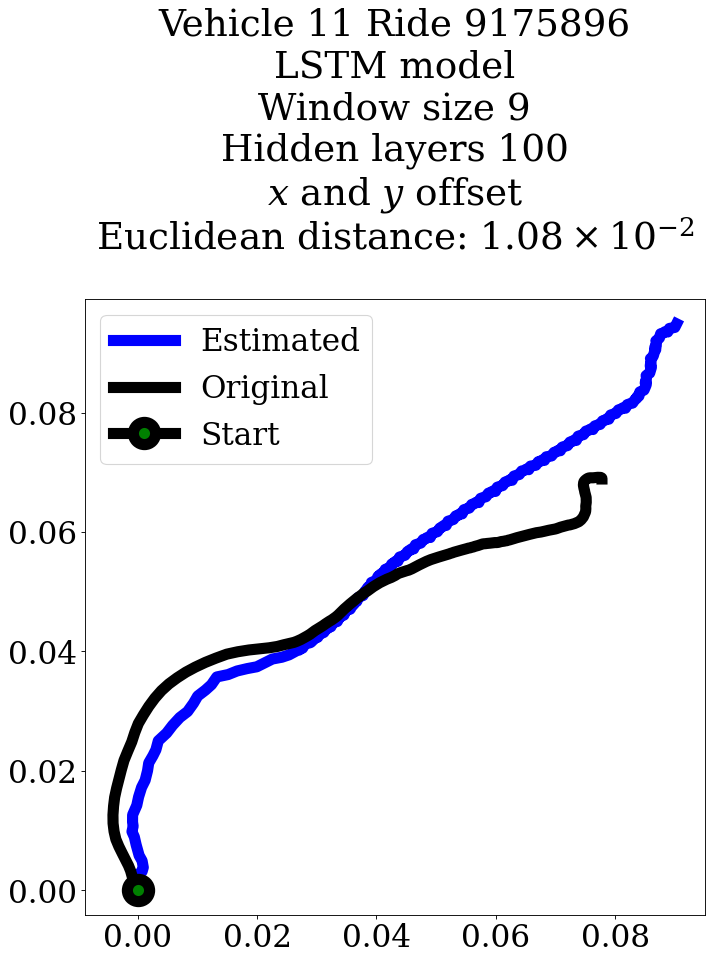 Vehicle 11 Ride 9175896
LSTM model
Window size 9
Hidden layers 100
x and y offset
Euclidean distance: 1.08 × 10⁻²
Estimated
Original
Start
0.08
0.06
0.04
0.02
0.00
0.00 0.02 0.04 0.06 0.08